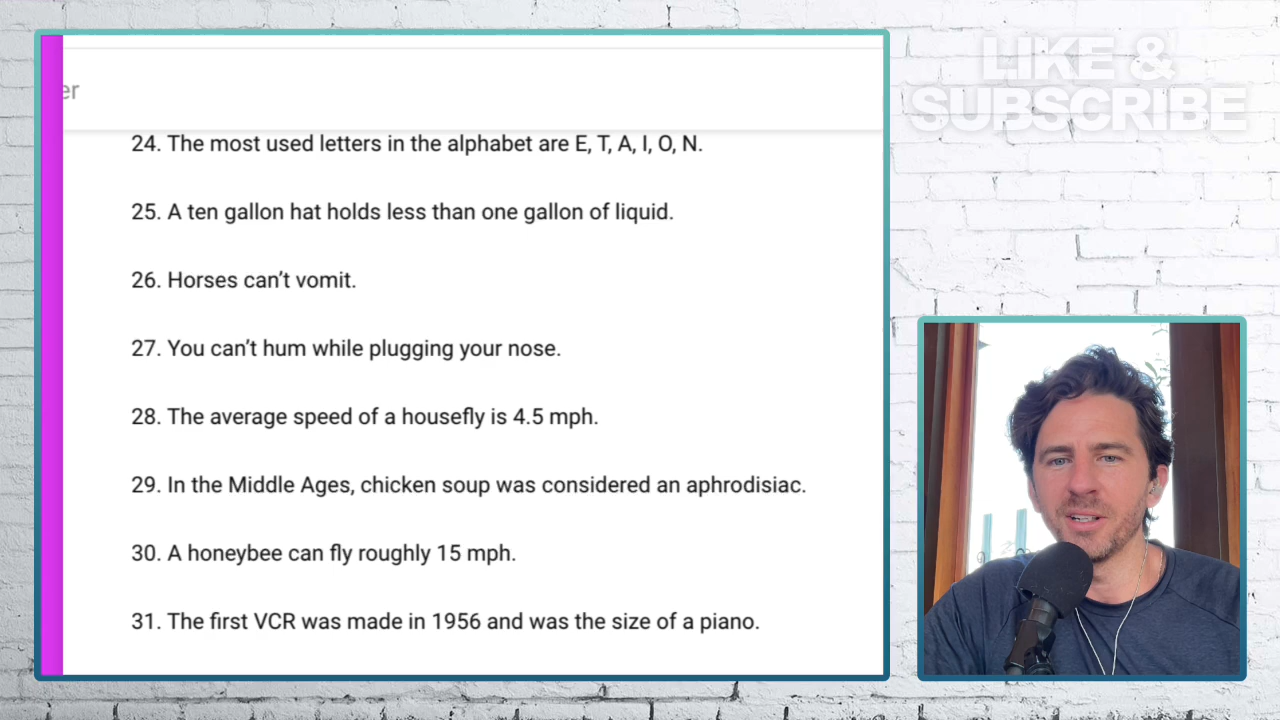 LIKE &
SUBSCRIBE
er
24. The most used letters in the alphabet are E, T, A, I, O, N.
25. A ten gallon hat holds less than one gallon of liquid.
26. Horses can’t vomit.
27. You can’t hum while plugging your nose.
28. The average speed of a housefly is 4.5 mph.
29. In the Middle Ages, chicken soup was considered an aphrodisiac.
30. A honeybee can fly roughly 15 mph.
31. The first VCR was made in 1956 and was the size of a piano.